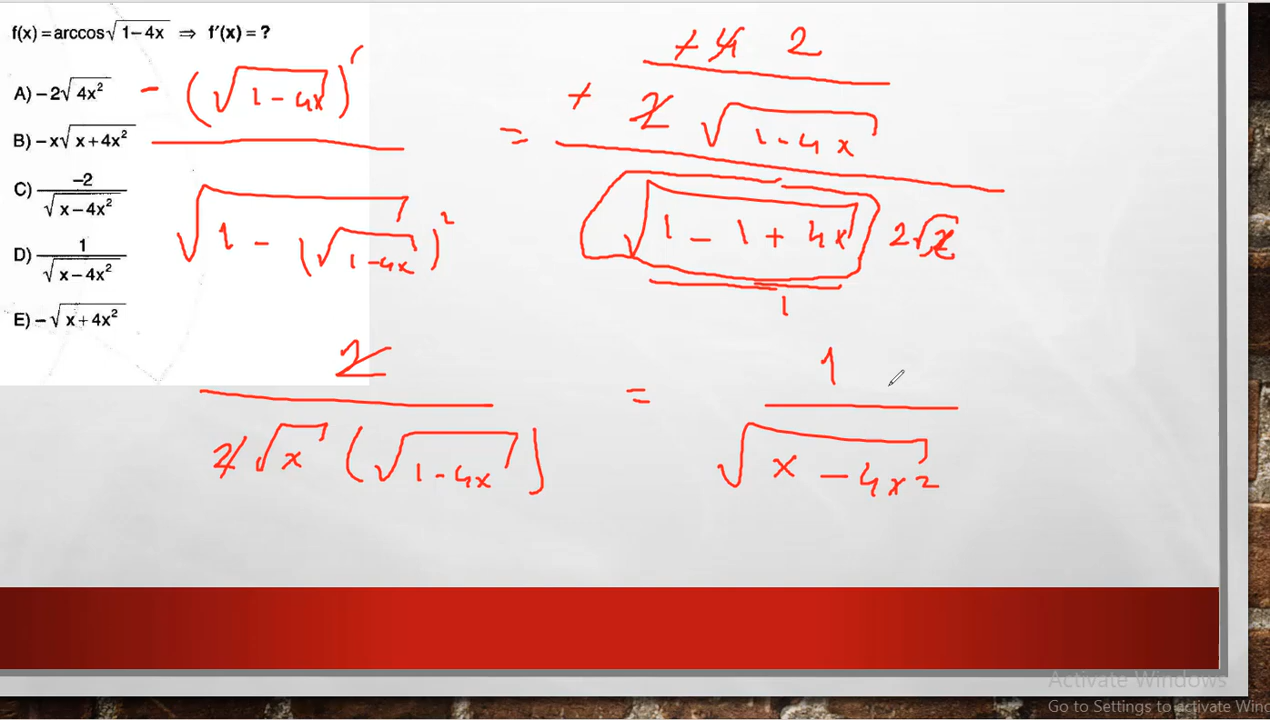 f(x) = arccos√(1−4x) ⇒ f′(x) = ?
A) −2√(4x²)
B) −x√(x+4x²)
C) −2/√(x−4x²)
D) 1/√(x−4x²)
E) −√(x+4x²)
−(√(1−4x))′ / √(1−(√(1−4x))²)
= (+4 2 / + 2√(1−4x)) / √(1−1+4x) 2√x
1
2 / 2√x (√(1−4x)) = 1 / √(x−4x²)
Activate Windows
Go to Settings to activate Wind